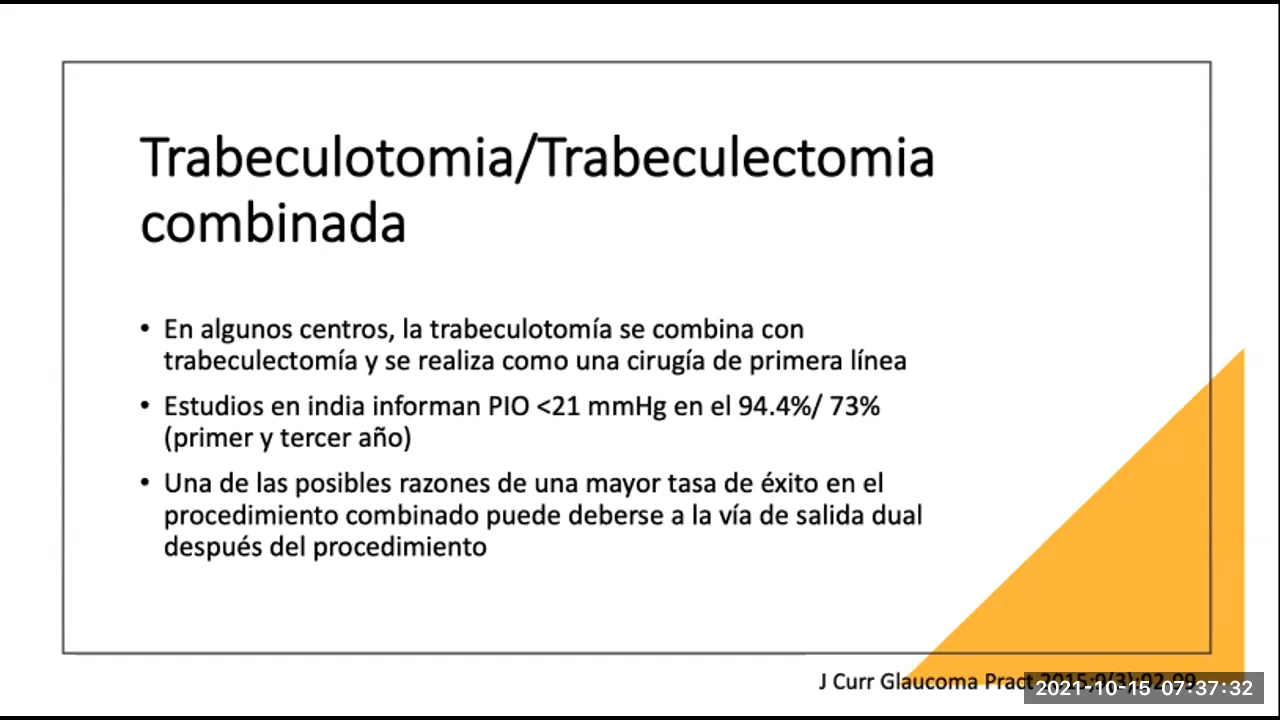 Trabeculotomia/Trabeculectomia
combinada
• En algunos centros, la trabeculotomía se combina con
trabeculectomía y se realiza como una cirugía de primera línea
• Estudios en india informan PIO <21 mmHg en el 94.4%/ 73%
(primer y tercer año)
• Una de las posibles razones de una mayor tasa de éxito en el
procedimiento combinado puede deberse a la vía de salida dual
después del procedimiento
J Curr Glaucoma Pract
2021-10-15 07:37:32